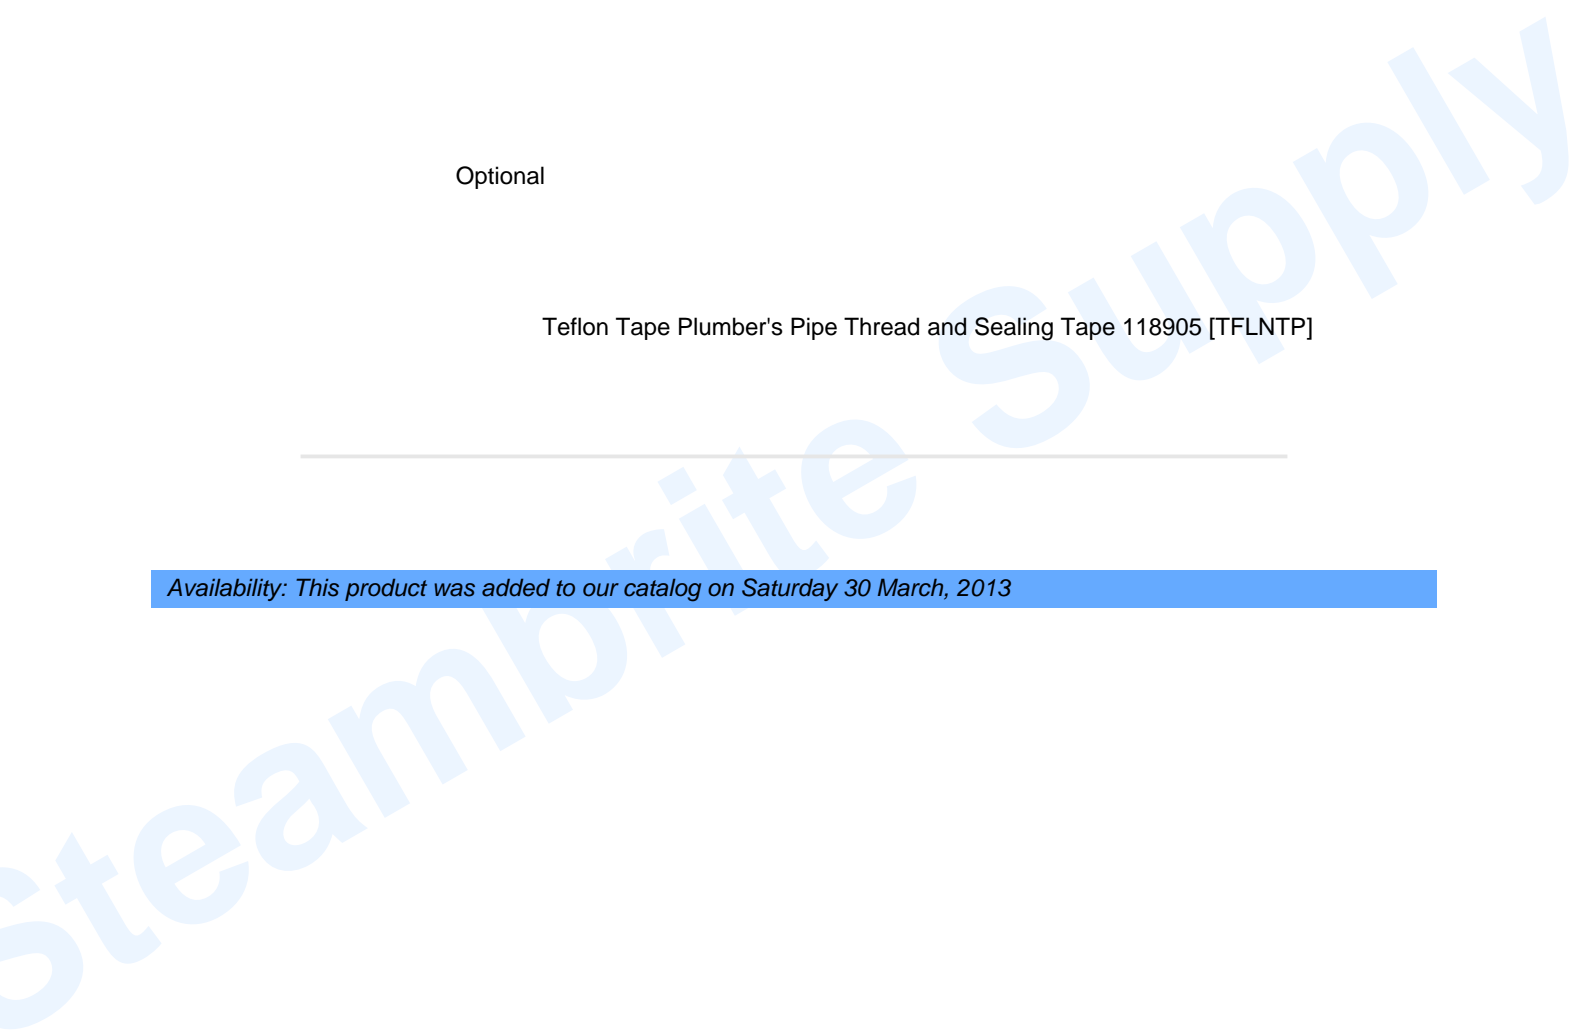 Optional
Teflon Tape Plumber's Pipe Thread and Sealing Tape 118905 [TFLNTP]
Availability: This product was added to our catalog on Saturday 30 March, 2013
Steambrite Supply